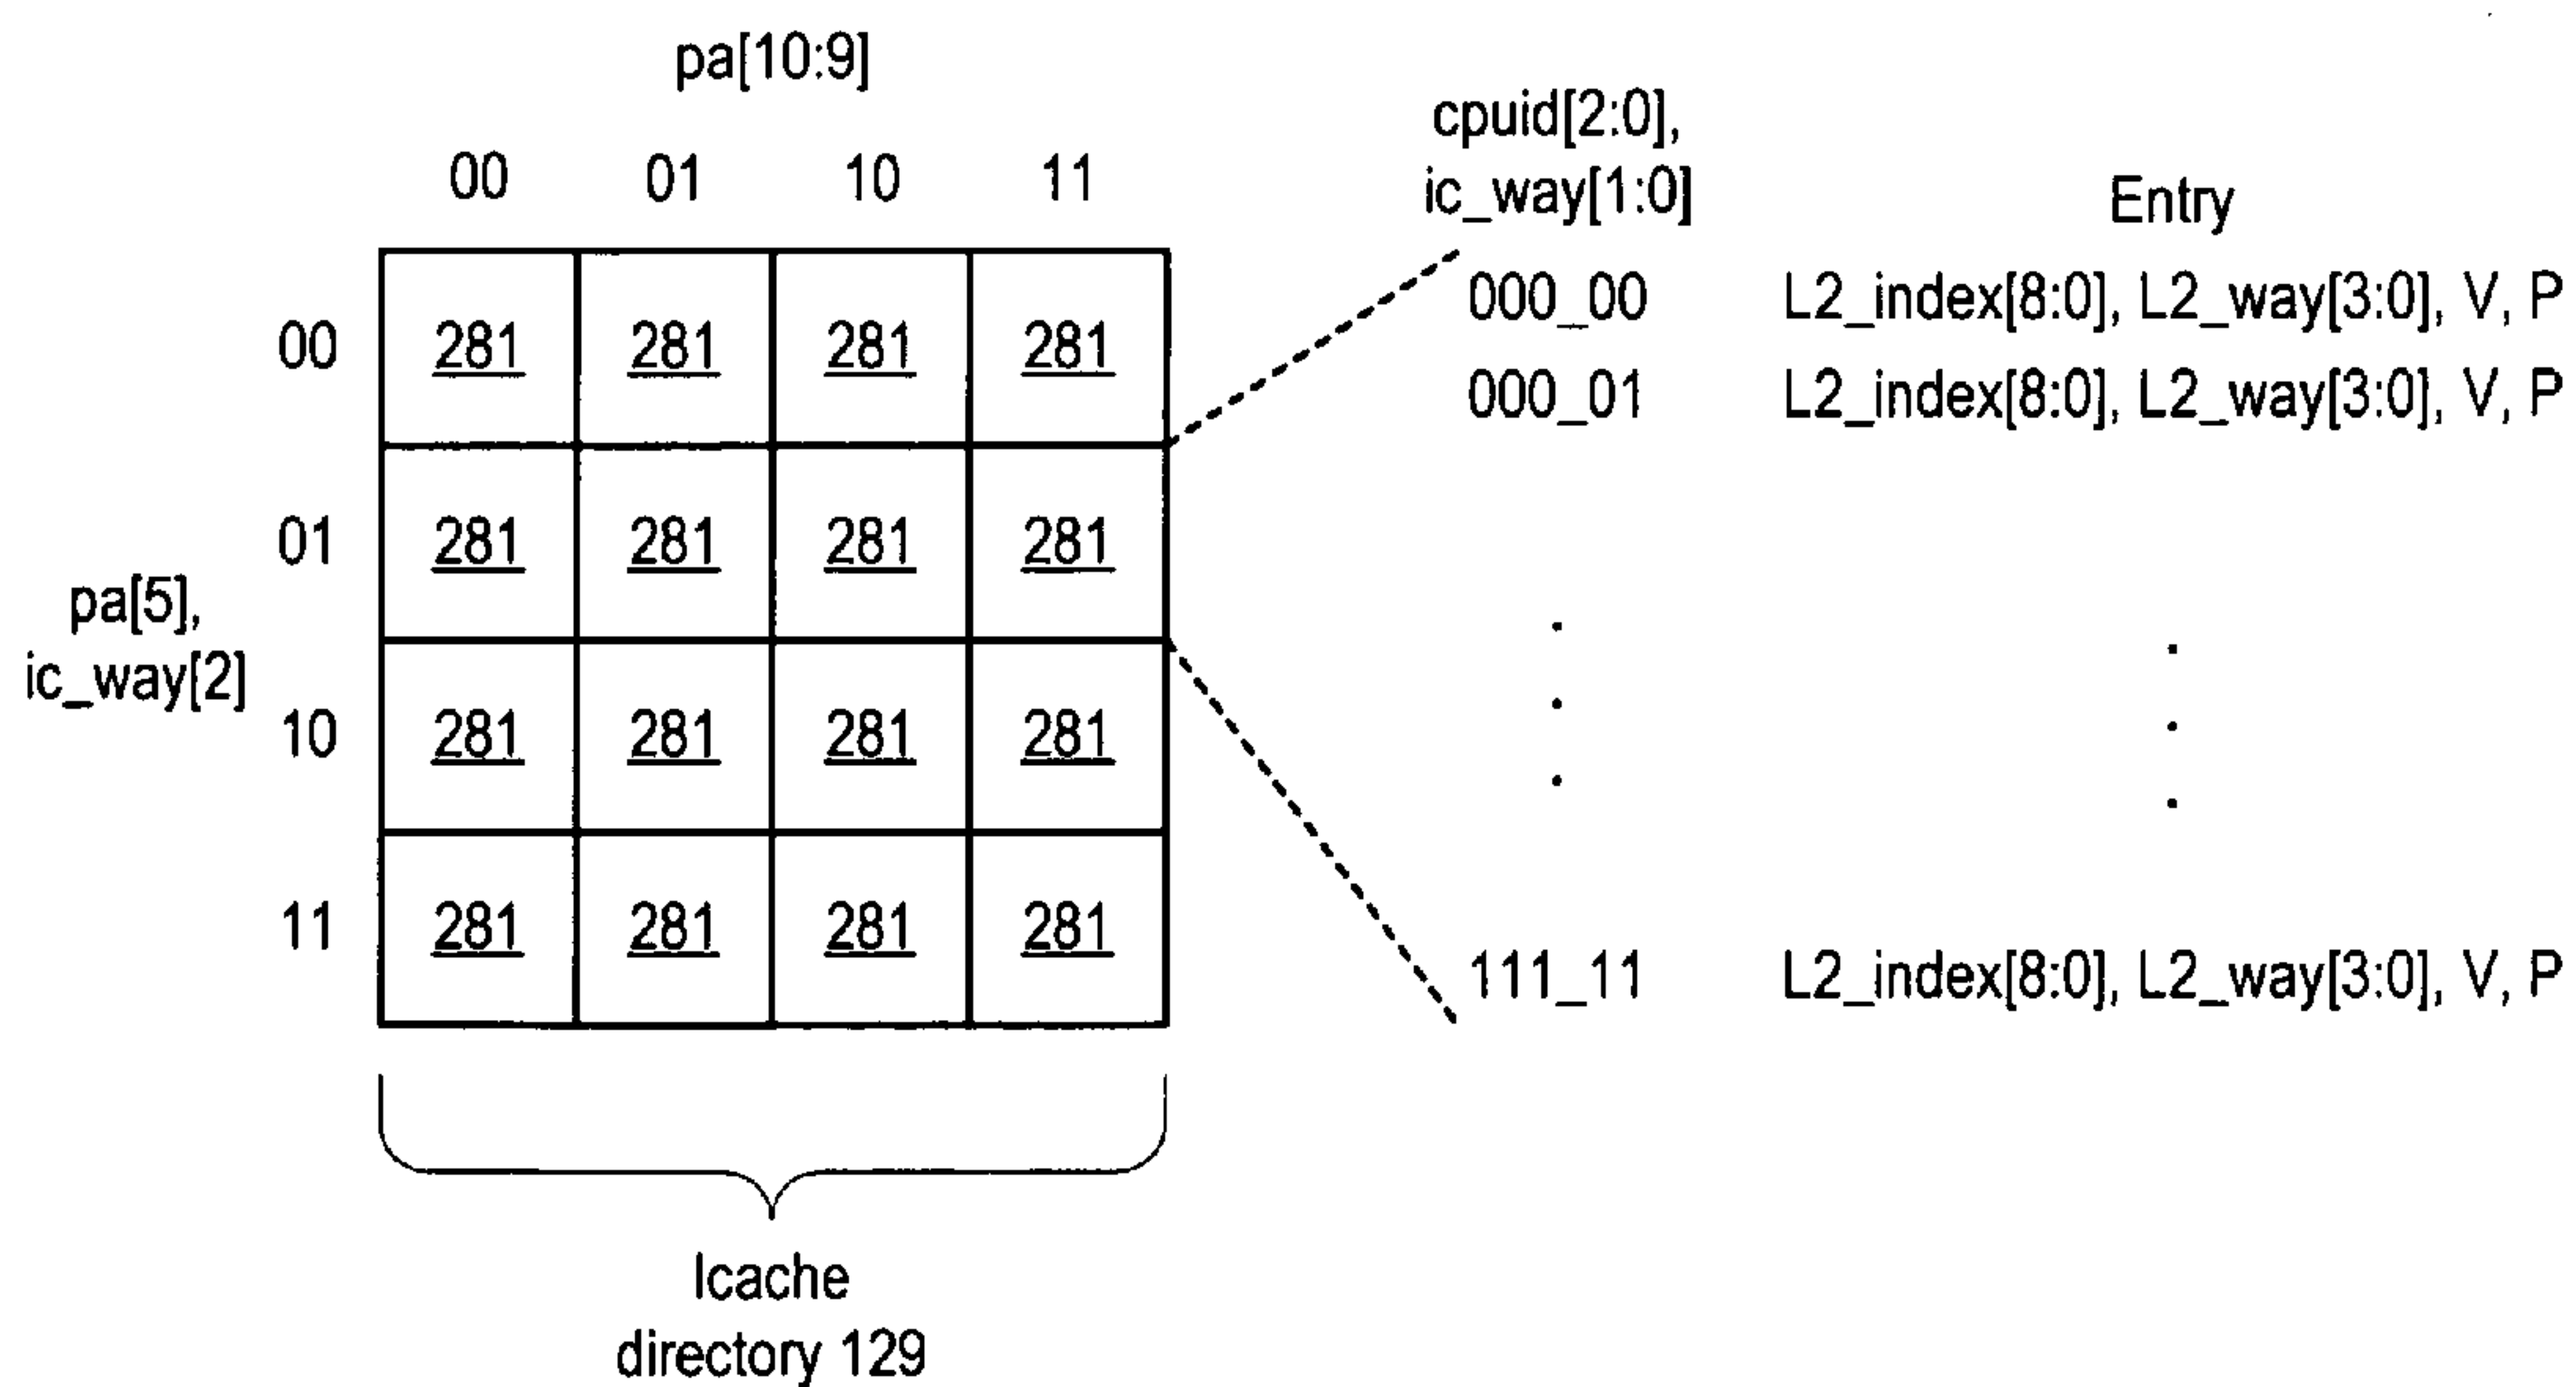 pa[10:9]
00 01 10 11
cpuid[2:0],
ic_way[1:0]
Entry
00 281 281 281 281
01 281 281 281 281
10 281 281 281 281
11 281 281 281 281
pa[5],
ic_way[2]
000_00 L2_index[8:0], L2_way[3:0], V, P
000_01 L2_index[8:0], L2_way[3:0], V, P
111_11 L2_index[8:0], L2_way[3:0], V, P
Icache
directory 129